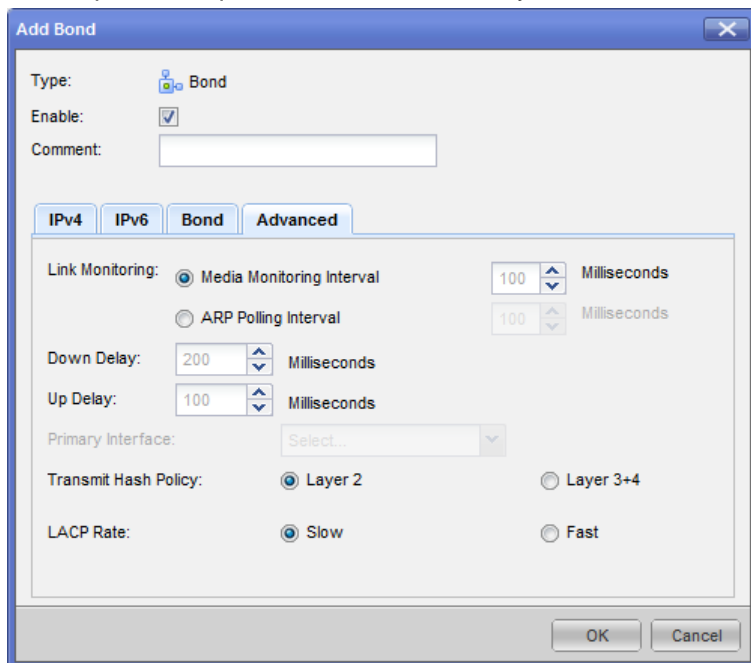 Add Bond
Type: Bond
Enable:
Comment:
IPv4 IPv6 Bond Advanced
Link Monitoring: Media Monitoring Interval 100 Milliseconds
ARP Polling Interval 100 Milliseconds
Down Delay: 200 Milliseconds
Up Delay: 100 Milliseconds
Primary Interface: Select...
Transmit Hash Policy: Layer 2 Layer 3+4
LACP Rate: Slow Fast
OK Cancel